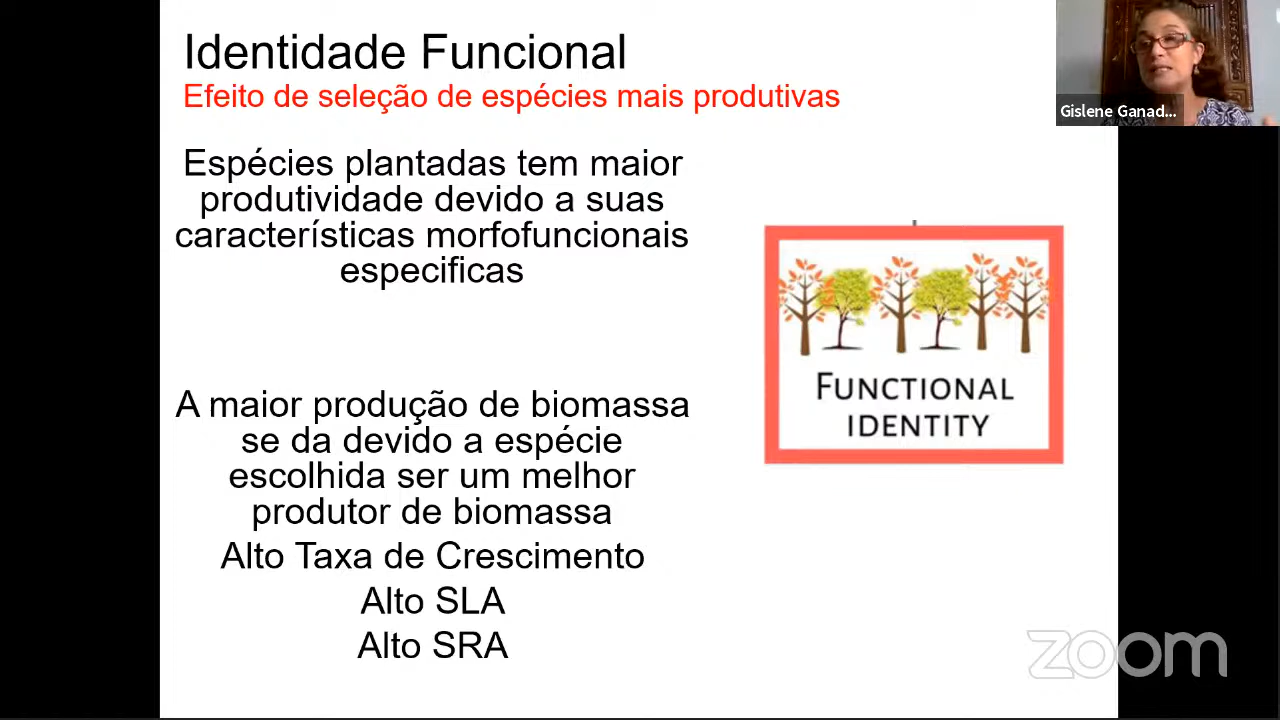 Identidade Funcional
Efeito de seleção de espécies mais produtivas
Gislene Ganad...
Espécies plantadas tem maior
produtividade devido a suas
características morfofuncionais
especificas
FUNCTIONAL
IDENTITY
A maior produção de biomassa
se da devido a espécie
escolhida ser um melhor
produtor de biomassa
Alto Taxa de Crescimento
Alto SLA
Alto SRA
zoom